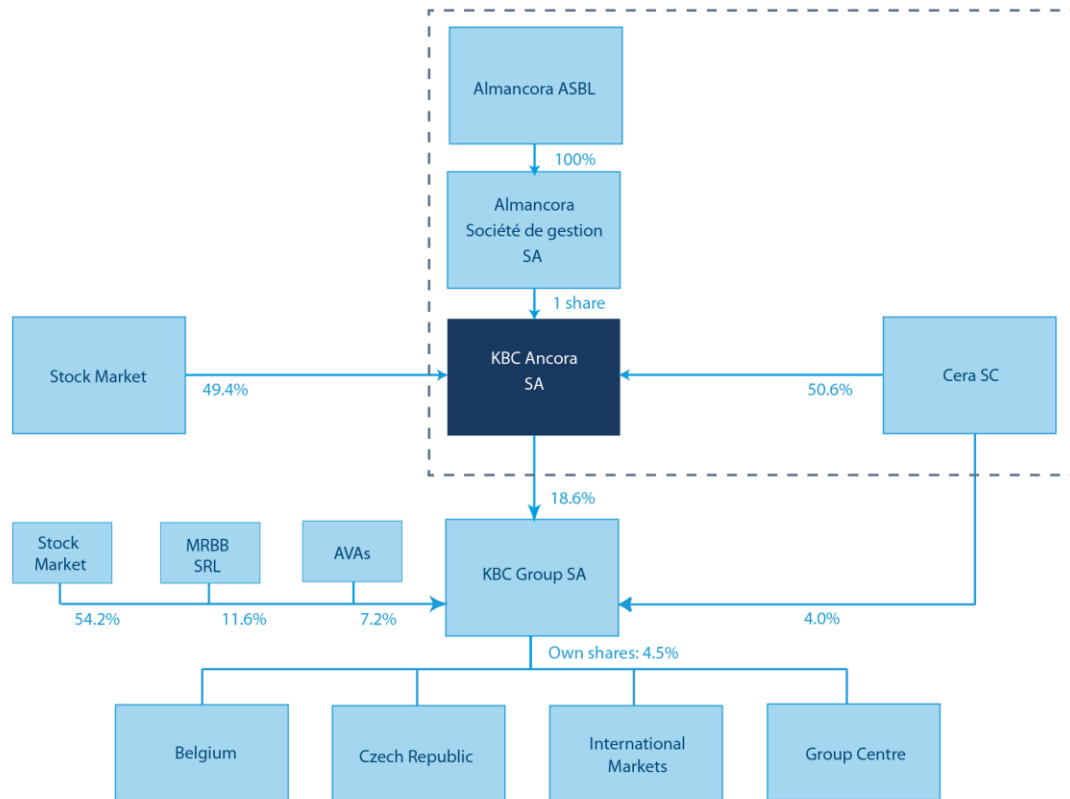 Almancora ASBL
100%
Almancora
Société de gestion
SA
1 share
Stock Market
49.4%
KBC Ancora
SA
50.6%
Cera SC
18.6%
Stock
Market
MRBB
SRL
AVAs
KBC Group SA
54.2%
11.6%
7.2%
4.0%
Own shares: 4.5%
Belgium
Czech Republic
International
Markets
Group Centre